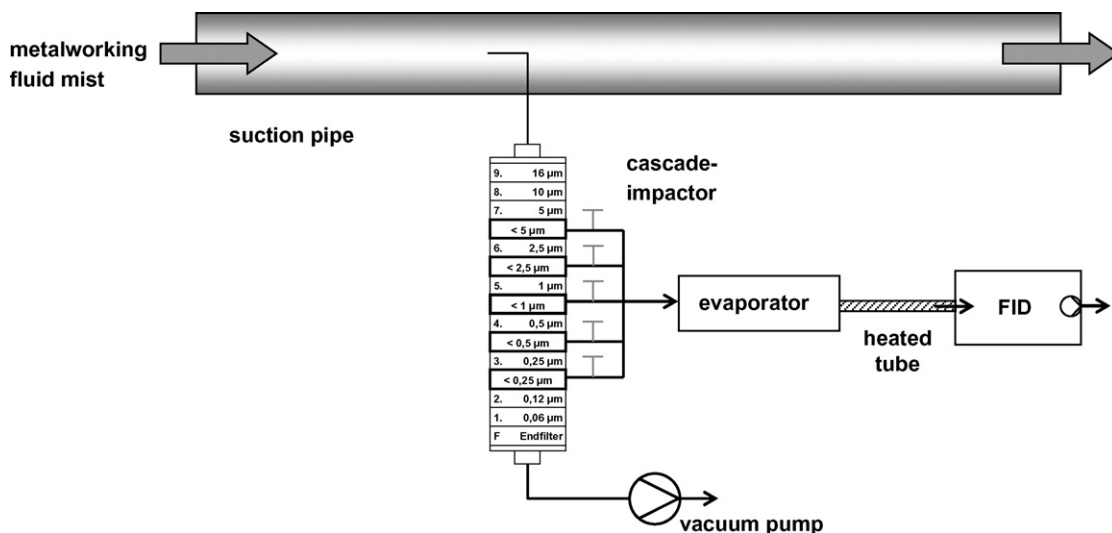 metalworking
fluid mist
suction pipe
cascade-
impactor
9. 16 µm
8. 10 µm
7. 5 µm
< 5 µm
6. 2,5 µm
< 2,5 µm
5. 1 µm
< 1 µm
4. 0,5 µm
< 0,5 µm
3. 0,25 µm
< 0,25 µm
2. 0,12 µm
1. 0,06 µm
F Endfilter
evaporator
heated
tube
FID
vacuum pump